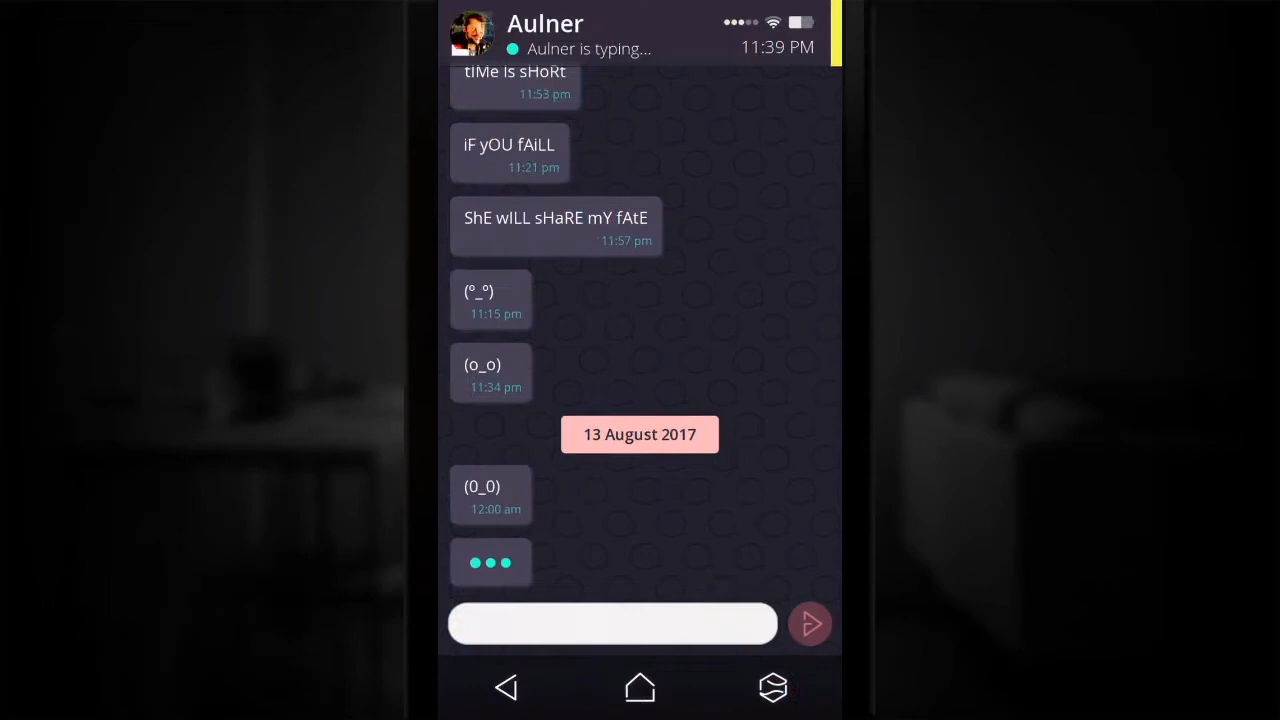 Aulner
Aulner is typing...
11:39 PM
tIMe Is sHoRt
11:53 pm
iF yOU fAiLL
11:21 pm
ShE wILL sHaRE mY fAtE
11:57 pm
(º_º)
11:15 pm
(o_o)
11:34 pm
13 August 2017
(0_0)
12:00 am